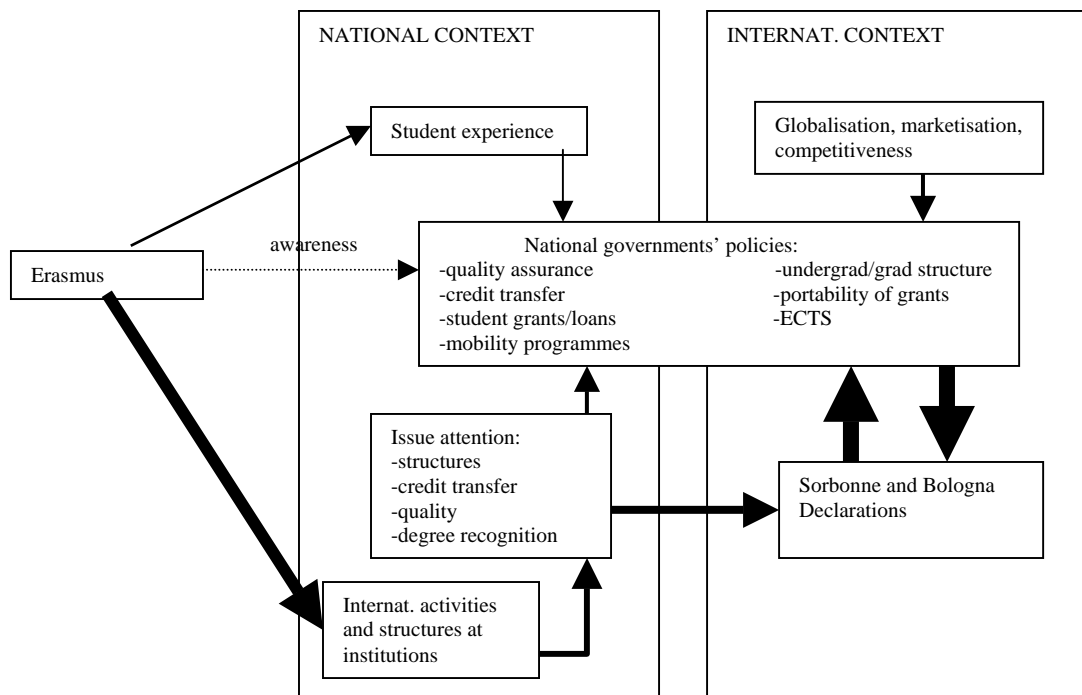 NATIONAL CONTEXT
INTERNAT. CONTEXT
Student experience
Globalisation, marketisation,
competitiveness
awareness
Erasmus
National governments’ policies:
-quality assurance
-credit transfer
-student grants/loans
-mobility programmes
-undergrad/grad structure
-portability of grants
-ECTS
Issue attention:
-structures
-credit transfer
-quality
-degree recognition
Sorbonne and Bologna
Declarations
Internat. activities
and structures at
institutions